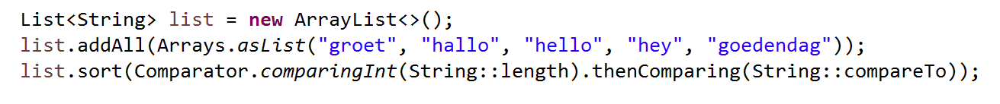 List<String> list = new ArrayList<>();
list.addAll(Arrays.asList("groet", "hallo", "hello", "hey", "goedendag"));
list.sort(Comparator.comparingInt(String::length).thenComparing(String::compareTo));